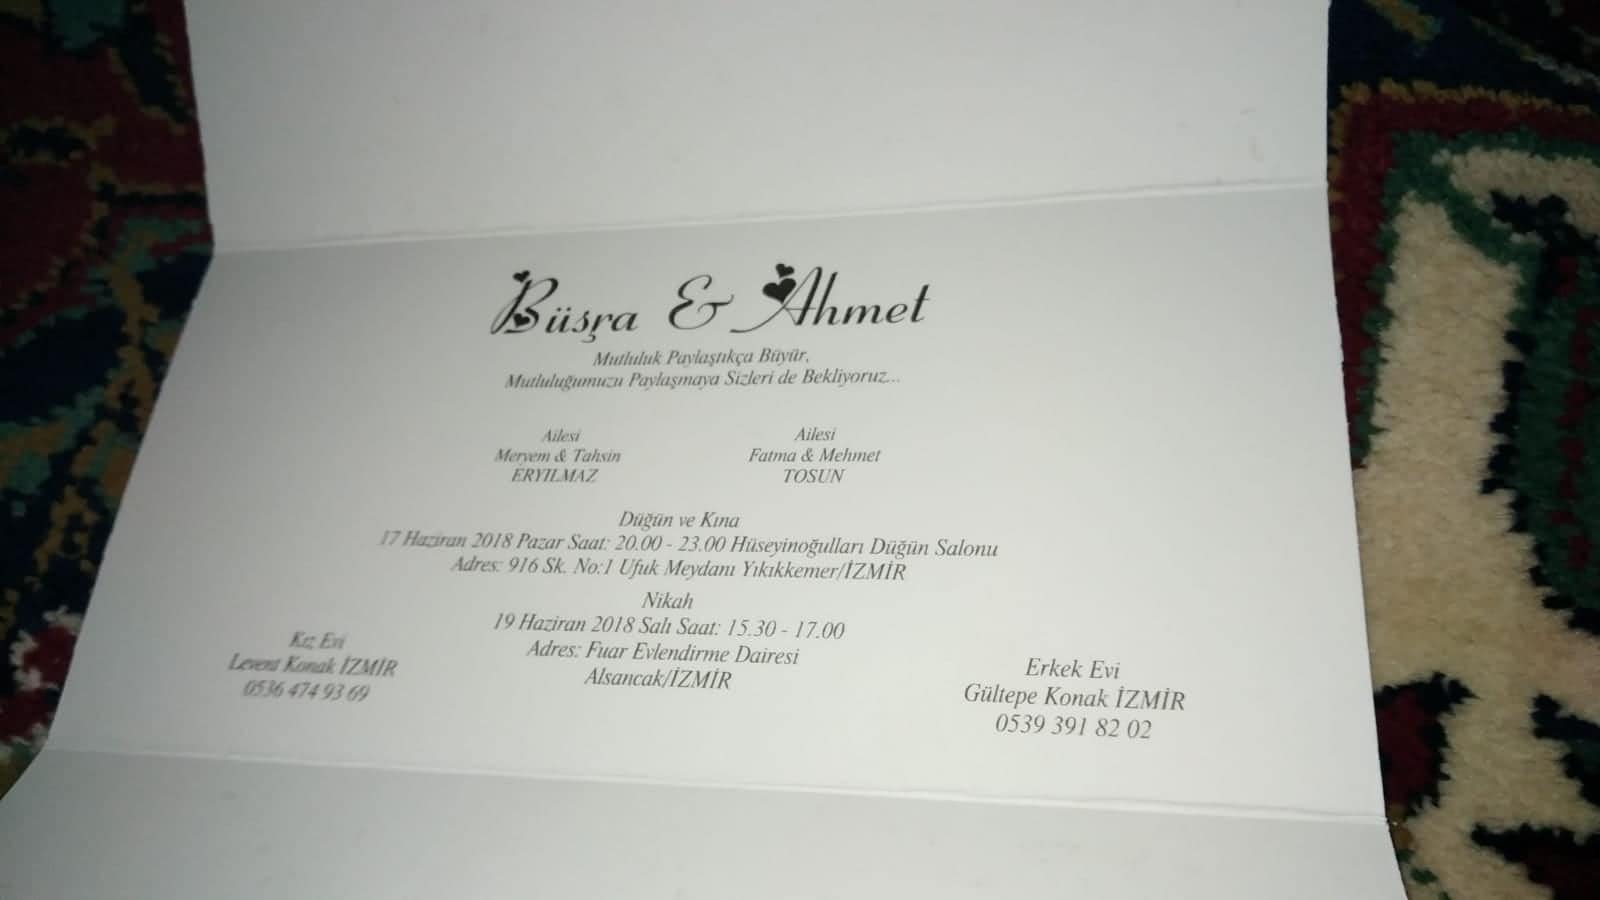 Büşra & Ahmet
Mutluluk Paylaştıkça Büyür,
Mutluluğumuzu Paylaşmaya Sizleri de Bekliyoruz...
Ailesi
Meryem & Tahsin
ERYILMAZ
Ailesi
Fatma & Mehmet
TOSUN
Düğün ve Kına
17 Haziran 2018 Pazar Saat: 20.00 - 23.00 Hüseyinoğulları Düğün Salonu
Adres: 916 Sk. No:1 Ufuk Meydanı Yıkıkkemer/İZMİR
Nikah
19 Haziran 2018 Salı Saat: 15.30 - 17.00
Adres: Fuar Evlendirme Dairesi
Alsancak/İZMİR
Kız Evi
Levent Konak İZMİR
0536 474 93 69
Erkek Evi
Gültepe Konak İZMİR
0539 391 82 02